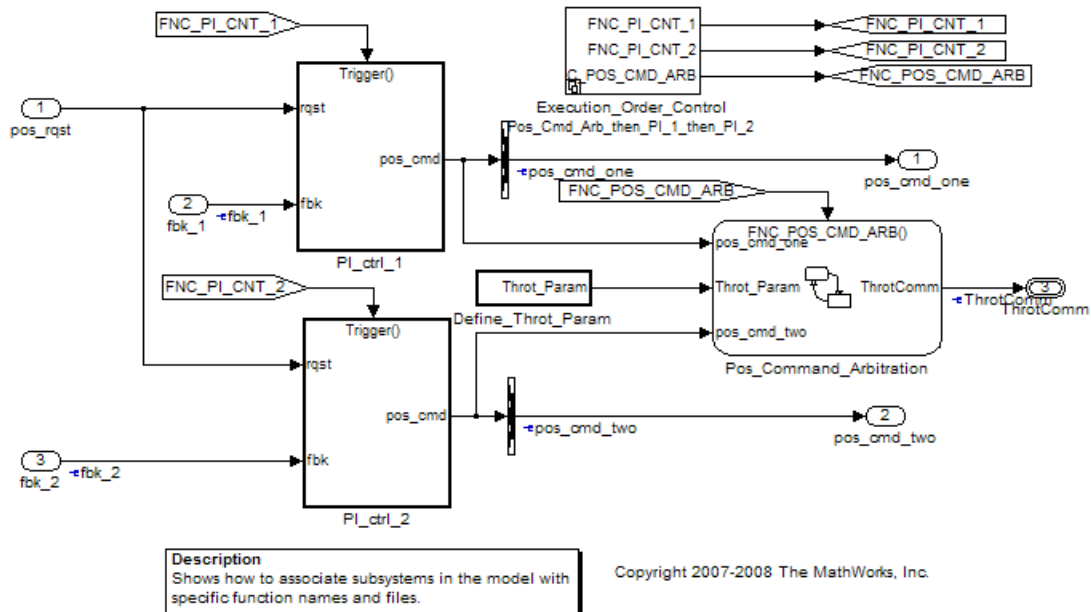 FNC_PI_CNT_1
FNC_PI_CNT_1
FNC_PI_CNT_1
FNC_PI_CNT_2
FNC_PI_CNT_2
C_POS_CMD_ARB
FNC_POS_CMD_ARB
Execution_Order_Control
Pos_Cmd_Arb_then_PI_1_then_PI_2
Trigger()
1
pos_rqst
rqst
pos_cmd
pos_cmd_one
1
pos_cmd_one
2
fbk_1
fbk_1
fbk
PI_ctrl_1
FNC_POS_CMD_ARB
FNC_POS_CMD_ARB()
pos_cmd_one
Throt_Param
ThrotComm
pos_cmd_two
Pos_Command_Arbitration
3
ThrotComm
ThrotComm
FNC_PI_CNT_2
Throt_Param
Define_Throt_Param
Trigger()
rqst
pos_cmd
pos_cmd_two
2
pos_cmd_two
3
fbk_2
fbk_2
fbk
PI_ctrl_2
Description
Shows how to associate subsystems in the model with
specific function names and files.
Copyright 2007-2008 The MathWorks, Inc.